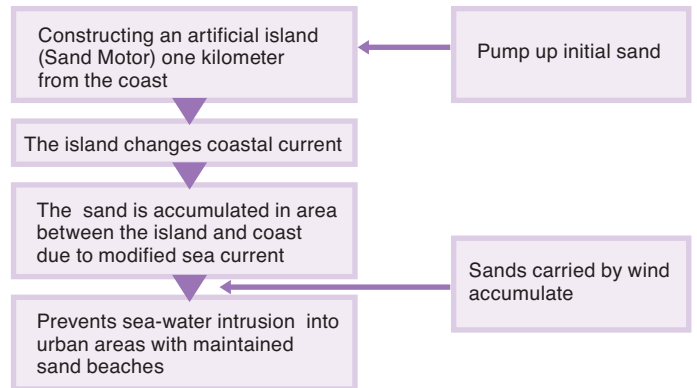 Constructing an artificial island
(Sand Motor) one kilometer
from the coast
Pump up initial sand
The island changes coastal current
The sand is accumulated in area
between the island and coast
due to modified sea current
Sands carried by wind
accumulate
Prevents sea-water intrusion into
urban areas with maintained
sand beaches